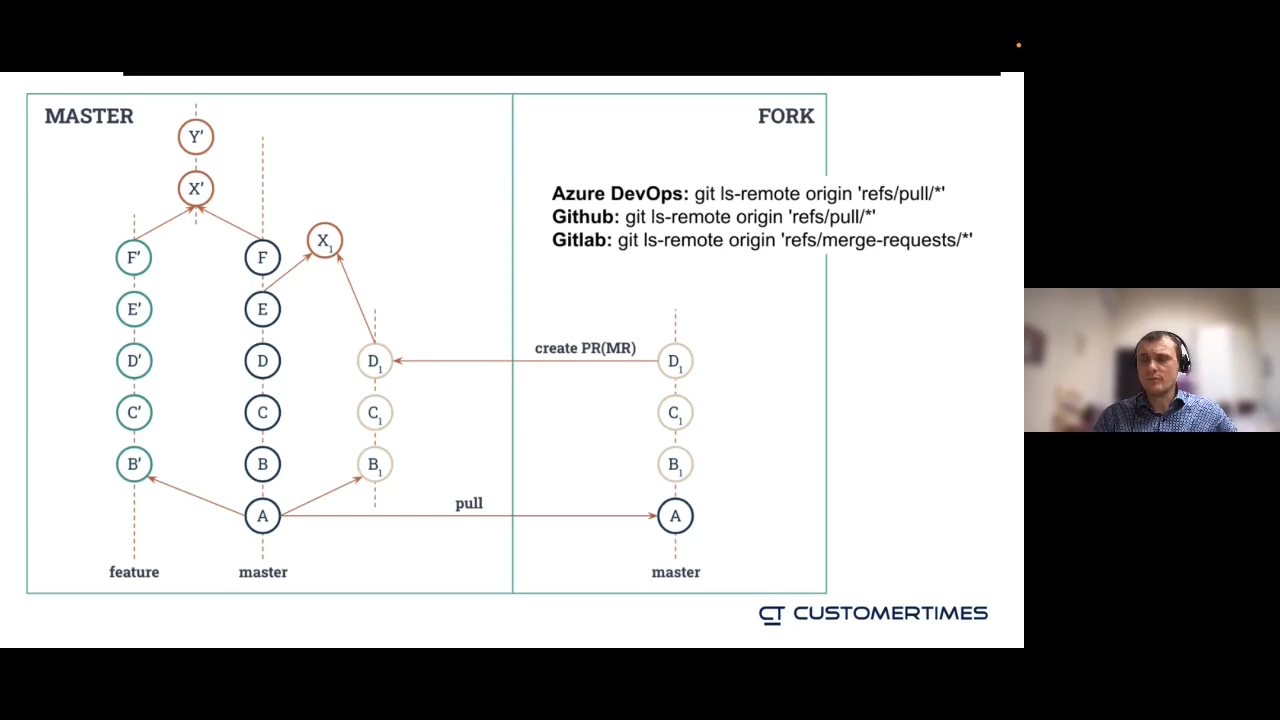 MASTER
FORK
Y'
X'
Azure DevOps: git ls-remote origin 'refs/pull/*'
Github: git ls-remote origin 'refs/pull/*'
Gitlab: git ls-remote origin 'refs/merge-requests/*'
X1
F'
F
E'
E
create PR(MR)
D'
D
D1
D1
C'
C
C1
C1
B'
B
B1
B1
pull
A
A
feature
master
master
CT CUSTOMERTIMES